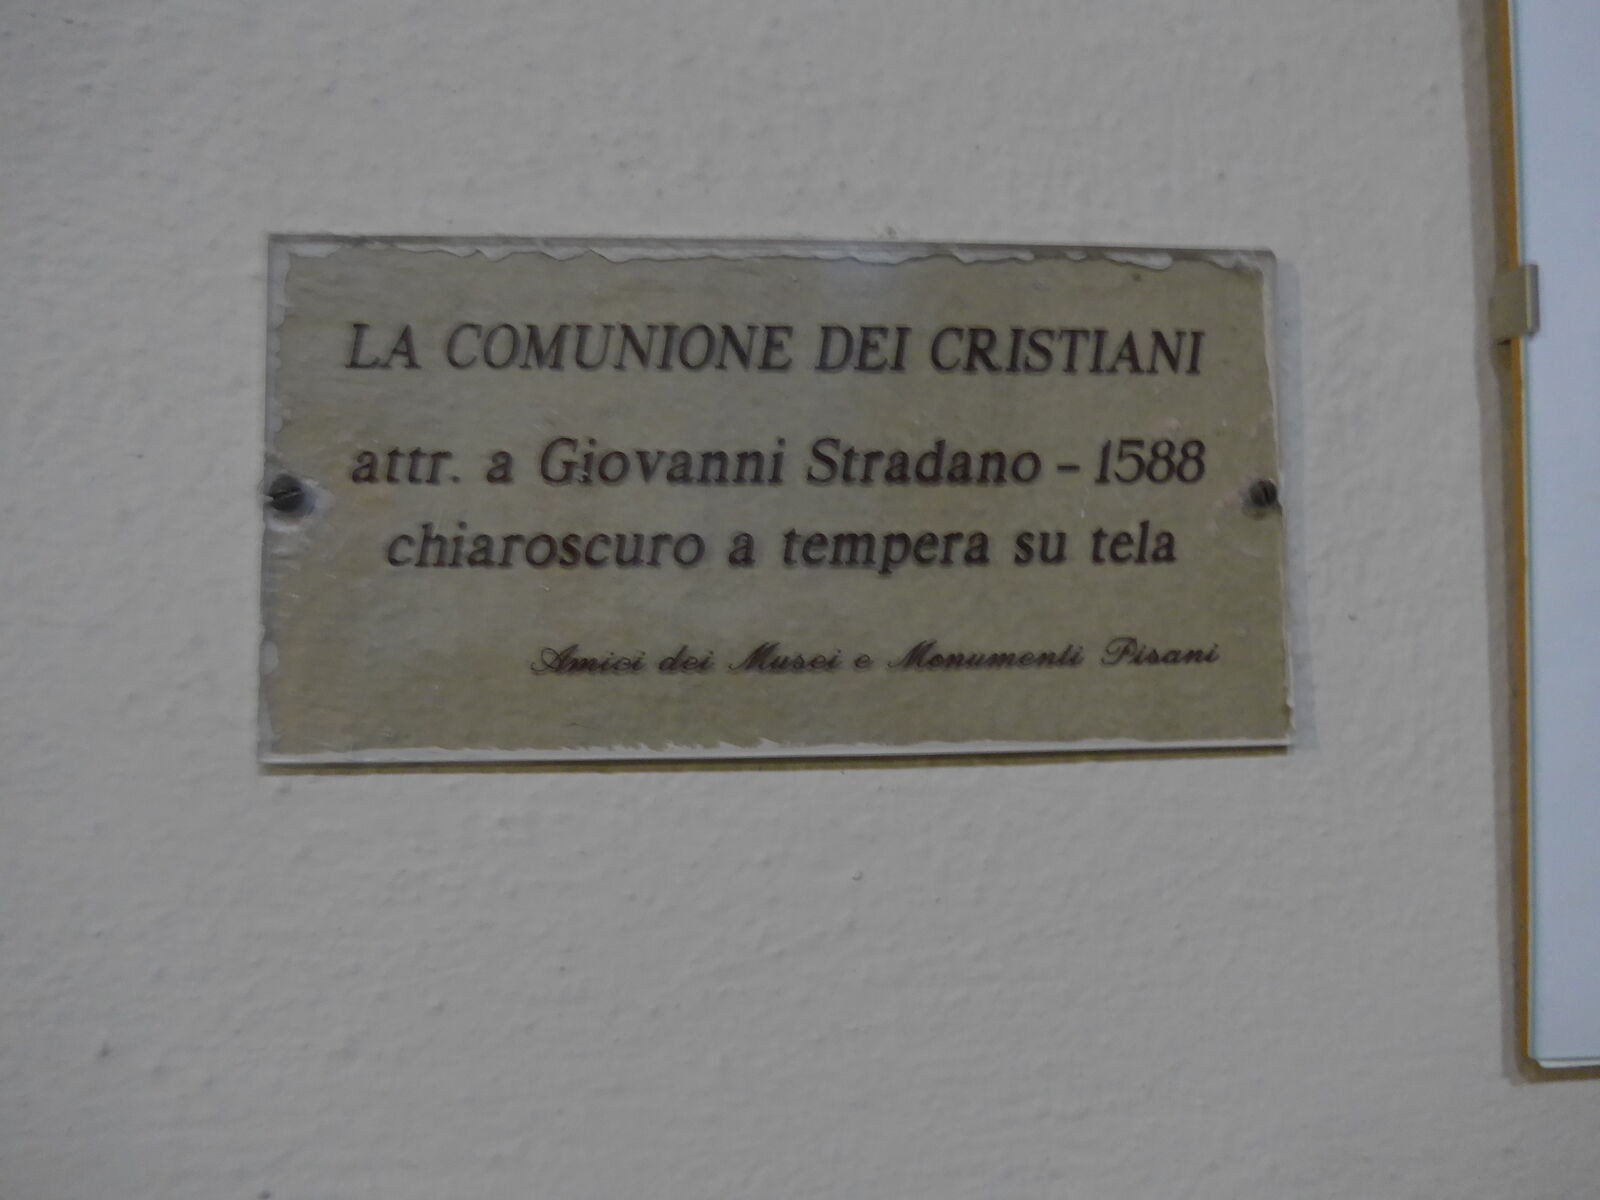 LA COMUNIONE DEI CRISTIANI
attr. a Giovanni Stradano - 1588
chiaroscuro a tempera su tela
Amici dei Musei e Monumenti Pisani